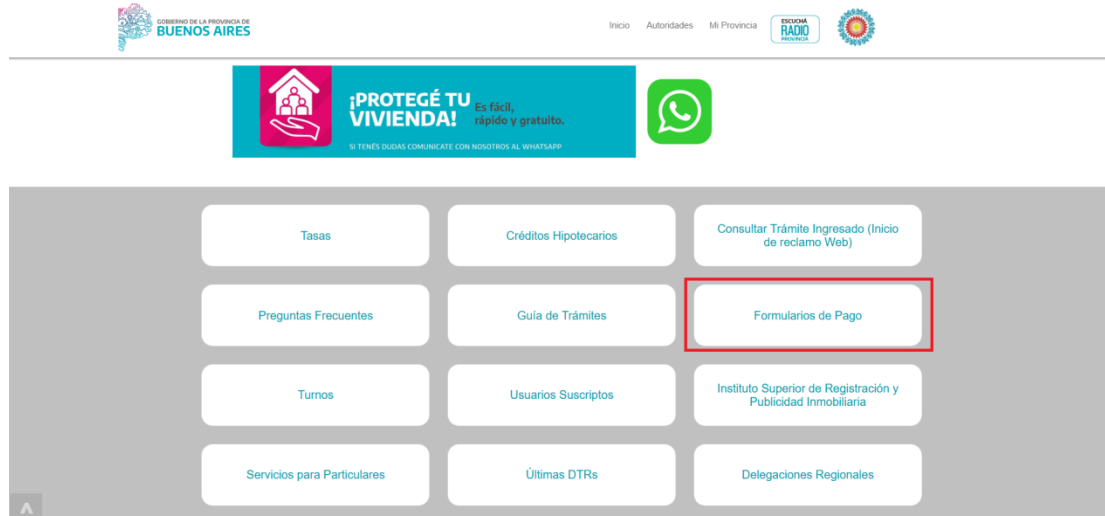 GOBIERNO DE LA PROVINCIA DE
BUENOS AIRES
Inicio Autoridades Mi Provincia
ESCUCHÁ
RADIO
PROVINCIA
¡PROTEGÉ TU
VIVIENDA!
Es fácil,
rápido y gratuito.
SI TENÉS DUDAS COMUNICATE CON NOSOTROS AL WHATSAPP
Tasas
Créditos Hipotecarios
Consultar Trámite Ingresado (Inicio
de reclamo Web)
Preguntas Frecuentes
Guía de Trámites
Formularios de Pago
Turnos
Usuarios Suscriptos
Instituto Superior de Registración y
Publicidad Inmobiliaria
Servicios para Particulares
Últimas DTRs
Delegaciones Regionales